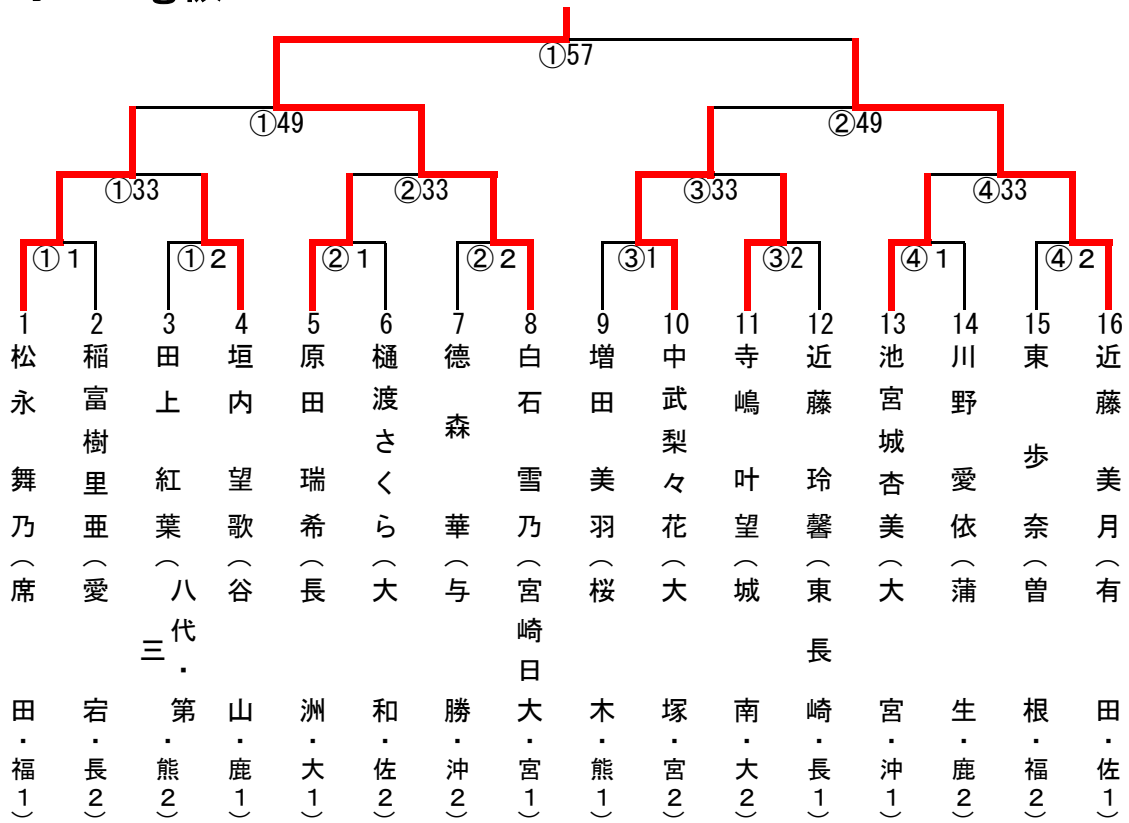 ①57
①49
②49
①33
②33
③33
④33
①1
①2
②1
②2
③1
③2
④1
④2
1
松永 舞乃（席田・福1）
2
稲富樹里亜（愛宕・長2）
3
田上 紅葉（八代・第三・熊2）
4
垣内 望歌（谷山・鹿1）
5
原田 瑞希（長洲・大1）
6
樋渡さくら（大和・佐2）
7
德森 華（与勝・沖2）
8
白石 雪乃（宮崎日大・宮1）
9
増田 美羽（桜木・熊1）
10
中武梨々花（大塚・宮2）
11
寺嶋 叶望（城南・大2）
12
近藤 玲馨（東長崎・長1）
13
池宮城杏美（大宮・沖1）
14
川野 愛依（蒲生・鹿2）
15
東 歩奈（曽根・福2）
16
近藤 美月（有田・佐1）